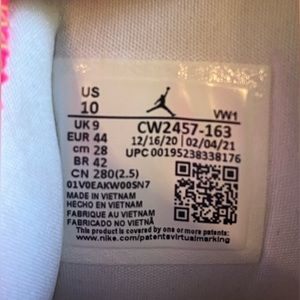 US
10
VW1
UK 9
CW2457-163
EUR 44
12/16/20 02/04/21
cm 28
UPC 00195238338176
BR 42
CN 280(2.5)
01V0EAKW00SN7
MADE IN VIETNAM
HECHO EN VIETNAM
FABRIQUE AU VIETNAM
FABRICADO NO VIETNÃ
This product is covered by one or more patents. See
www.nike.com/patentsvirtualmarking